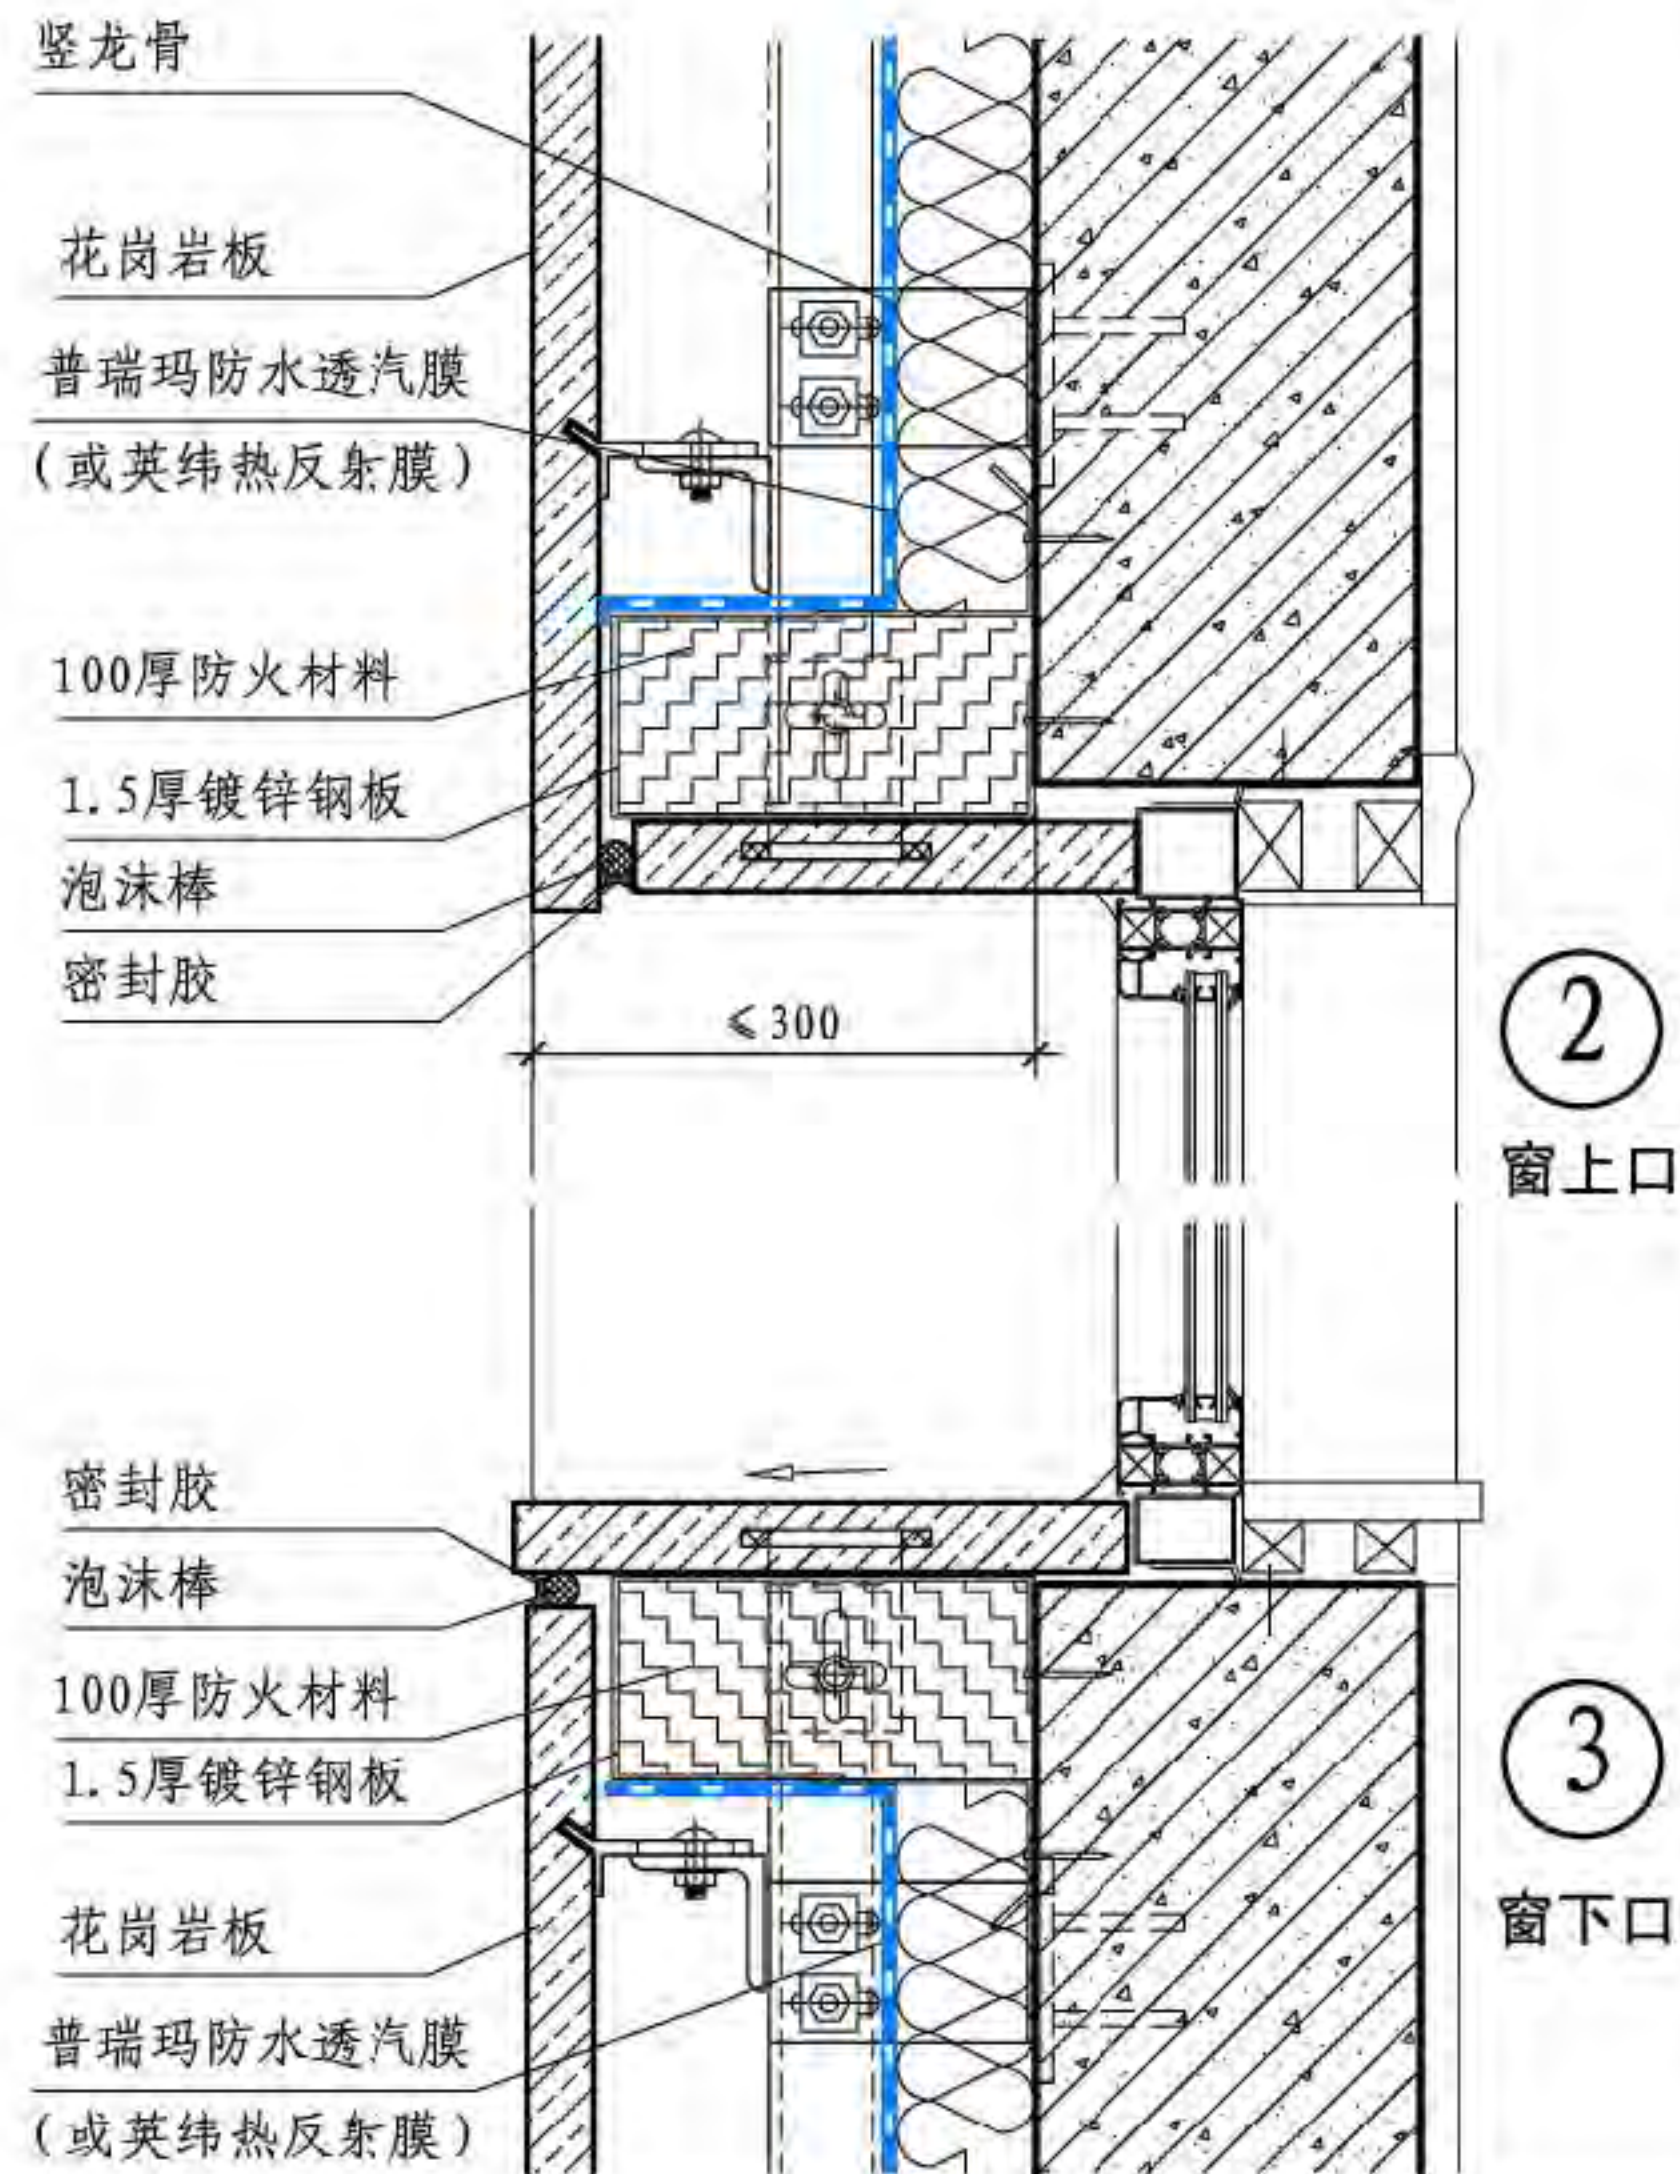 竖龙骨
花岗岩板
普瑞玛防水透汽膜
(或英纬热反射膜)
100厚防火材料
1.5厚镀锌钢板
泡沫棒
密封胶
≤300
2
窗上口
密封胶
泡沫棒
100厚防火材料
1.5厚镀锌钢板
3
花岗岩板
窗下口
普瑞玛防水透汽膜
(或英纬热反射膜)